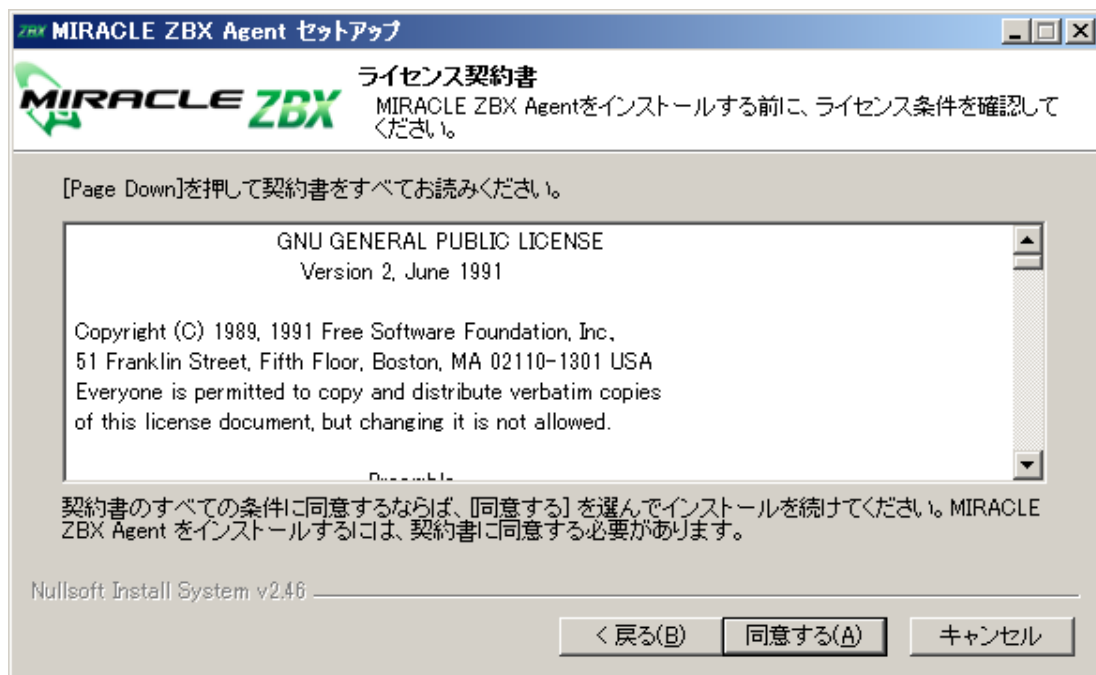 ZBX MIRACLE ZBX Agent セットアップ
MIRACLE ZBX
ライセンス契約書
MIRACLE ZBX Agentをインストールする前に、ライセンス条件を確認して
ください。
[Page Down]を押して契約書をすべてお読みください。
GNU GENERAL PUBLIC LICENSE
Version 2, June 1991
Copyright (C) 1989, 1991 Free Software Foundation, Inc.,
51 Franklin Street, Fifth Floor, Boston, MA 02110-1301 USA
Everyone is permitted to copy and distribute verbatim copies
of this license document, but changing it is not allowed.
Preamble
契約書のすべての条件に同意するならば、[同意する] を選んでインストールを続けてください。MIRACLE
ZBX Agent をインストールするには、契約書に同意する必要があります。
Nullsoft Install System v2.46
< 戻る(B)
同意する(A)
キャンセル